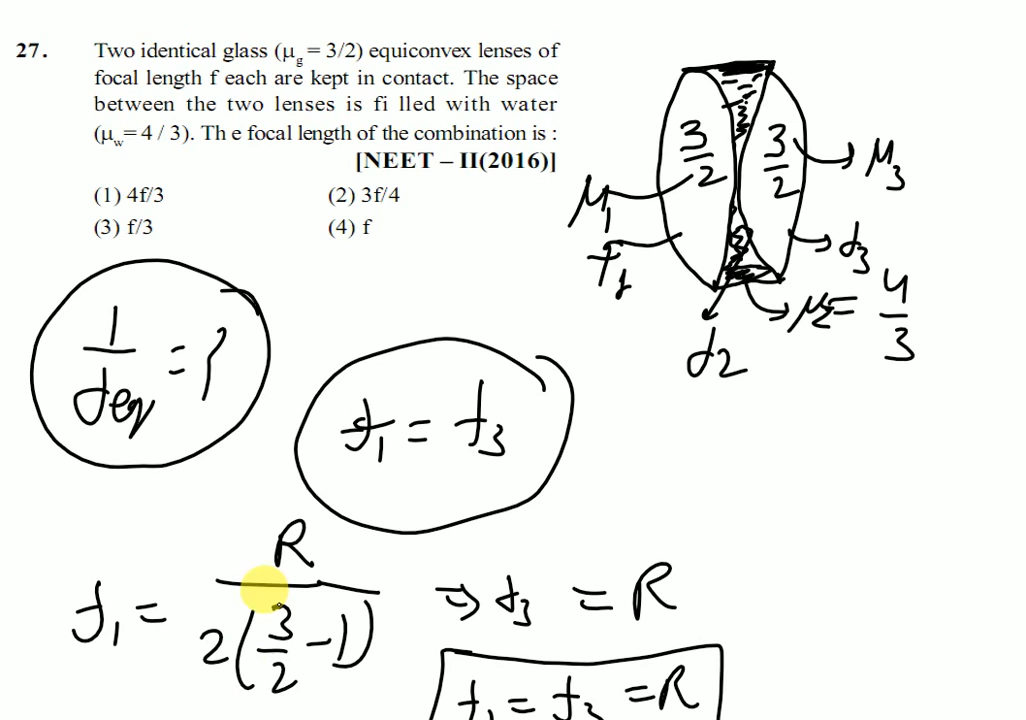 27. Two identical glass (μg = 3/2) equiconvex lenses of
focal length f each are kept in contact. The space
between the two lenses is fi lled with water
(μw= 4 / 3). Th e focal length of the combination is :
[NEET – II(2016)]
(1) 4f/3 (2) 3f/4
(3) f/3 (4) f
3/2 3/2
μ1 μ3
f1 f3
f2 μ2 = 4/3
1/feq = ?
f1 = f3
f1 = R/2(3/2 - 1) ⇒ f3 = R
f1 = f3 = R